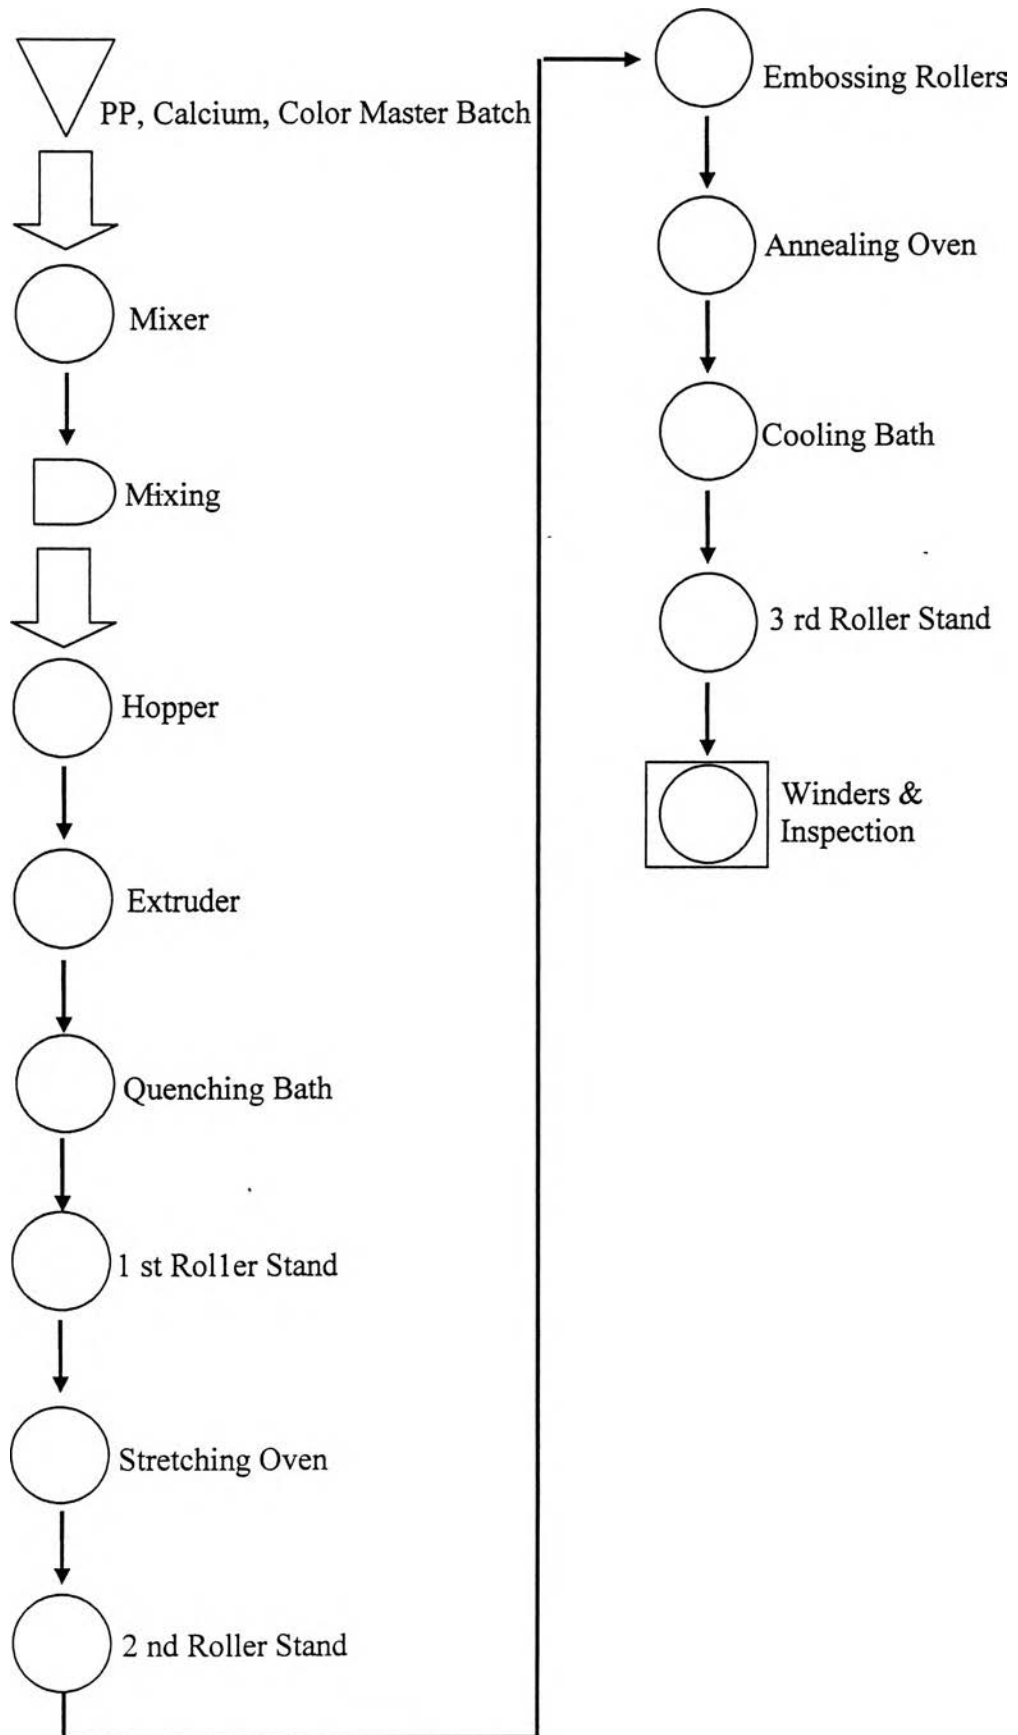 PP, Calcium, Color Master Batch
Mixer
Mixing
Hopper
Extruder
Quenching Bath
1 st Roller Stand
Stretching Oven
2 nd Roller Stand
Embossing Rollers
Annealing Oven
Cooling Bath
3 rd Roller Stand
Winders &
Inspection